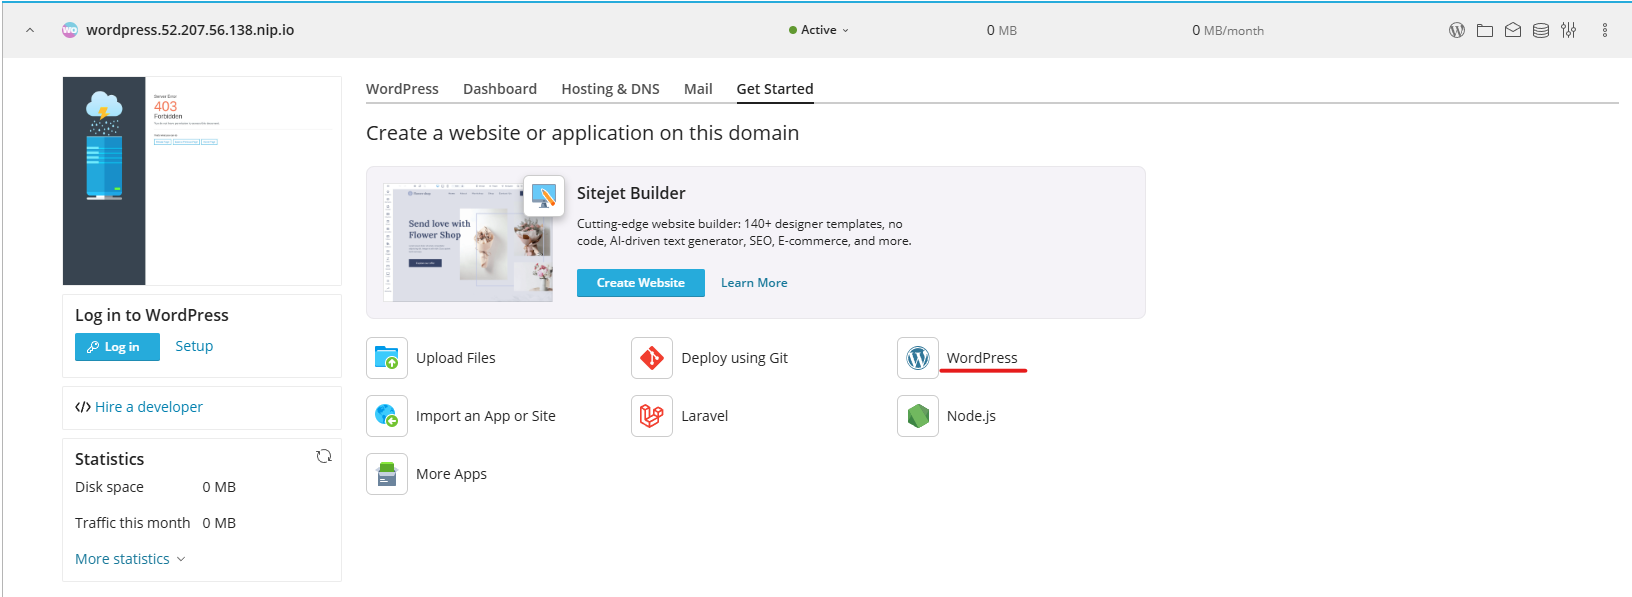 WO wordpress.52.207.56.138.nip.io Active 0 MB 0 MB/month
WordPress Dashboard Hosting & DNS Mail Get Started
Create a website or application on this domain
Server Error
403
Forbidden
Send love with
Flower Shop
Sitejet Builder
Cutting-edge website builder: 140+ designer templates, no
code, AI-driven text generator, SEO, E-commerce, and more.
Create Website Learn More
Log in to WordPress
Log in Setup
Hire a developer
Statistics
Disk space 0 MB
Traffic this month 0 MB
More statistics
Upload Files Deploy using Git WordPress
Import an App or Site Laravel Node.js
More Apps